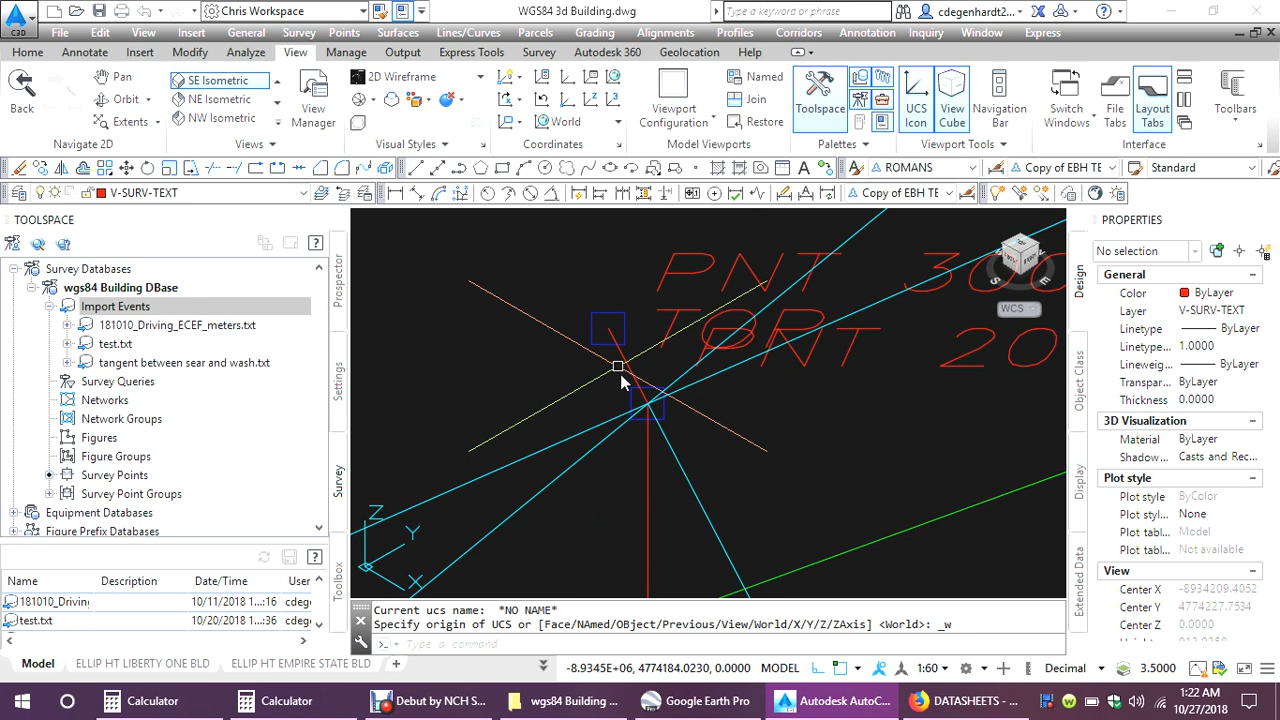 Chris Workspace
WGS84 3d Building.dwg
Type a keyword or phrase
cdegenhardt2...
C3D
File Edit View Insert General Survey Points Surfaces Lines/Curves Parcels Grading Alignments Profiles Corridors Annotation Inquiry Window Express
Home Annotate Insert Modify Analyze View Manage Output Express Tools Survey Autodesk 360 Geolocation Help
Back
Pan
Orbit
Extents
Navigate 2D
SE Isometric
NE Isometric
NW Isometric
View Manager
Views
2D Wireframe
Visual Styles
World
Coordinates
Viewport Configuration
Named
Join
Restore
Model Viewports
Toolspace
Palettes
UCS Icon
View Cube
Navigation Bar
Viewport Tools
Switch Windows
File Tabs
Layout Tabs
Interface
Toolbars
ROMANS
Copy of EBH TE
Standard
V-SURV-TEXT
Copy of EBH TE
TOOLSPACE
Survey Databases
wgs84 Building DBase
Import Events
181010_Driving_ECEF_meters.txt
test.txt
tangent between sear and wash.txt
Survey Queries
Networks
Network Groups
Figures
Figure Groups
Survey Points
Survey Point Groups
Equipment Databases
Figure Prefix Databases
Prospector
Settings
Survey
Toolbox
Name Description Date/Time User
181010_Drivin 10/11/2018...:16 cdeg
test.txt 10/20/2018...:36 cdeg
PNT 300
TOP
PNT 20
WCS
Z
Y
X
Design
Object Class
Display
Extended Data
PROPERTIES
No selection
General
Color ByLayer
Layer V-SURV-TEXT
Linetype ByLayer
Linetype... 1.0000
Lineweig... ByLayer
Transpar... ByLayer
Thickness 0.0000
3D Visualization
Material ByLayer
Shadow... Casts and Rec...
Plot style
Plot style ByColor
Plot styl... None
Plot tabl... Model
Plot tabl... Not available
View
Center X -8934209.4052
Center Y 4774227.7534
Center Z 0.0000
Current ucs name: *NO NAME*
Specify origin of UCS or [Face/NAmed/OBject/Previous/View/World/X/Y/Z/ZAxis] <World>: _w
Type a command
Model ELLIP HT LIBERTY ONE BLD ELLIP HT EMPIRE STATE BLD
-8.9345E+06, 4774184.0230, 0.0000 MODEL 1:60 Decimal 3.5000
Calculator
Calculator
Debut by NCH S...
wgs84 Building ...
Google Earth Pro
Autodesk AutoC...
DATASHEETS - ...
1:22 AM
10/27/2018